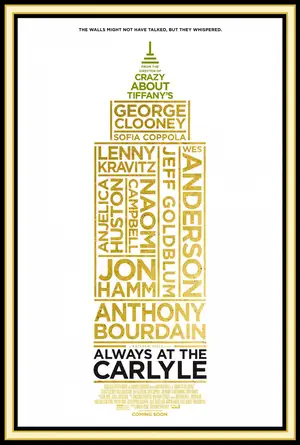 THE WALLS MIGHT NOT HAVE TALKED, BUT THEY WHISPERED.
FROM THE
DIRECTOR OF
CRAZY
ABOUT
TIFFANY'S
GEORGE
CLOONEY
SOFIA COPPOLA
LENNY
KRAVITZ
ANJELICA
HUSTON
NAOMI
CAMPBELL
JEFF GOLDBLUM
WES
ANDERSON
JON
HAMM
ANTHONY
BOURDAIN
ALWAYS AT THE
CARLYLE
COMING SOON